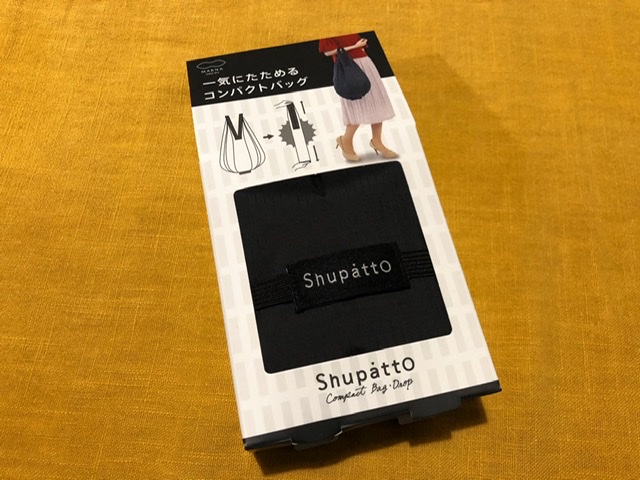 MARNA
一気にたためる
コンパクトバッグ
Shupatto
Shupatto
Compact Bag・Drop